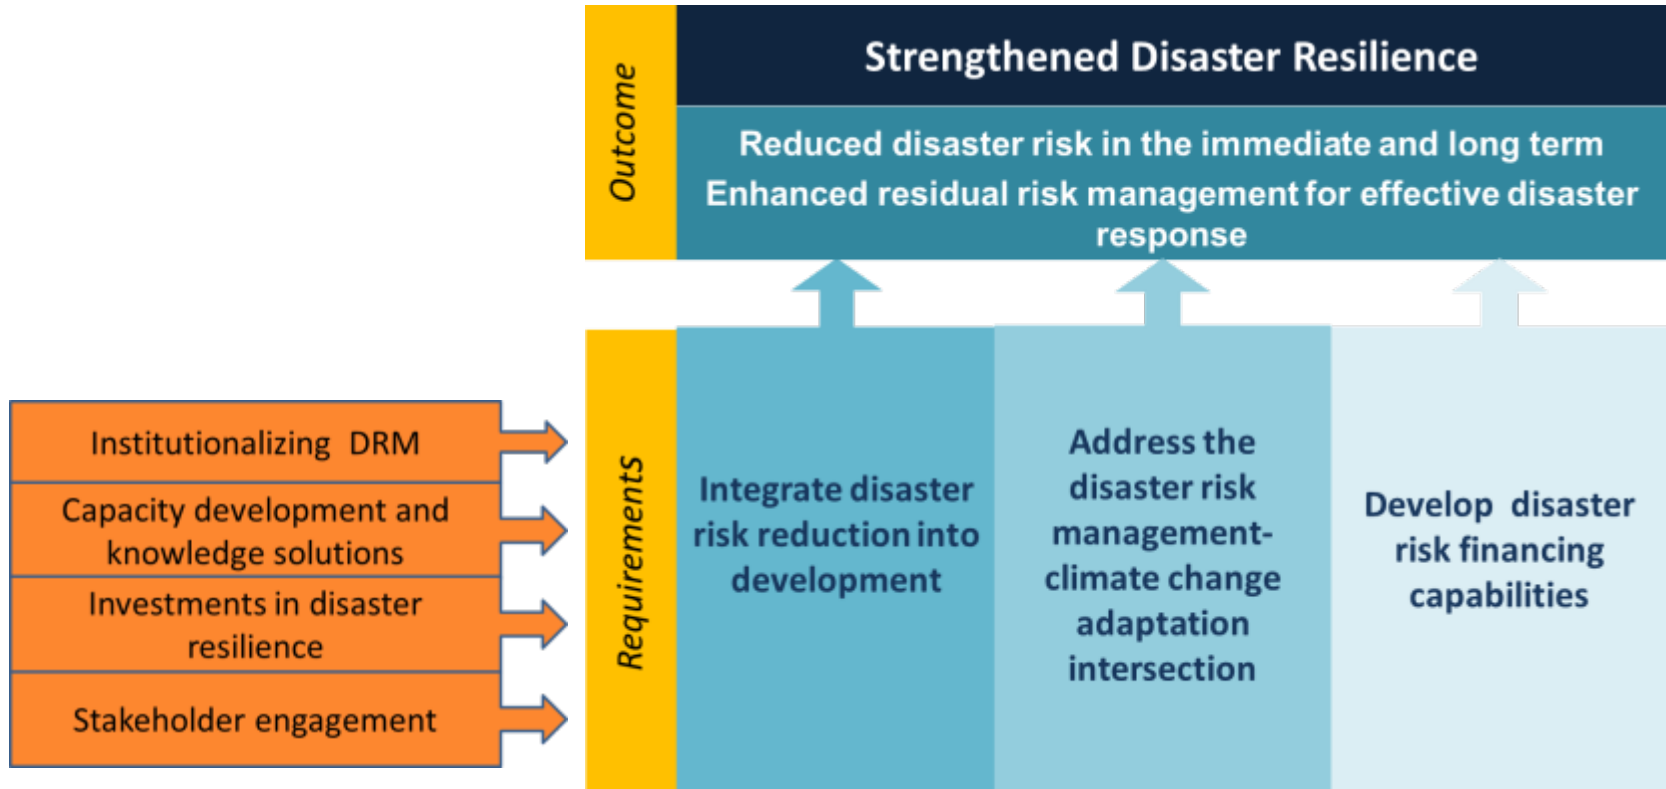 Outcome
Strengthened Disaster Resilience
Reduced disaster risk in the immediate and long term
Enhanced residual risk management for effective disaster
response
Institutionalizing DRM
Capacity development and
knowledge solutions
Investments in disaster
resilience
Stakeholder engagement
Requirements
Integrate disaster
risk reduction into
development
Address the
disaster risk
management-
climate change
adaptation
intersection
Develop disaster
risk financing
capabilities